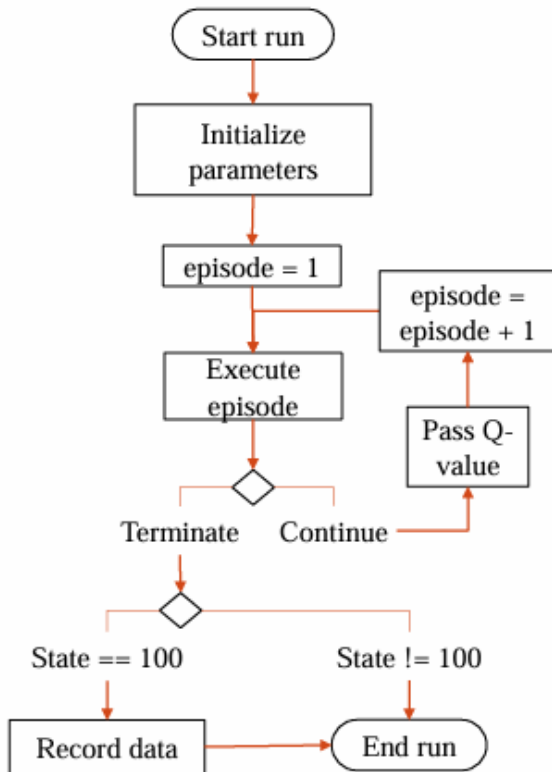 Start run
Initialize
parameters
episode = 1
episode =
episode + 1
Execute
episode
Pass Q-
value
Terminate
Continue
State == 100
State != 100
Record data
End run